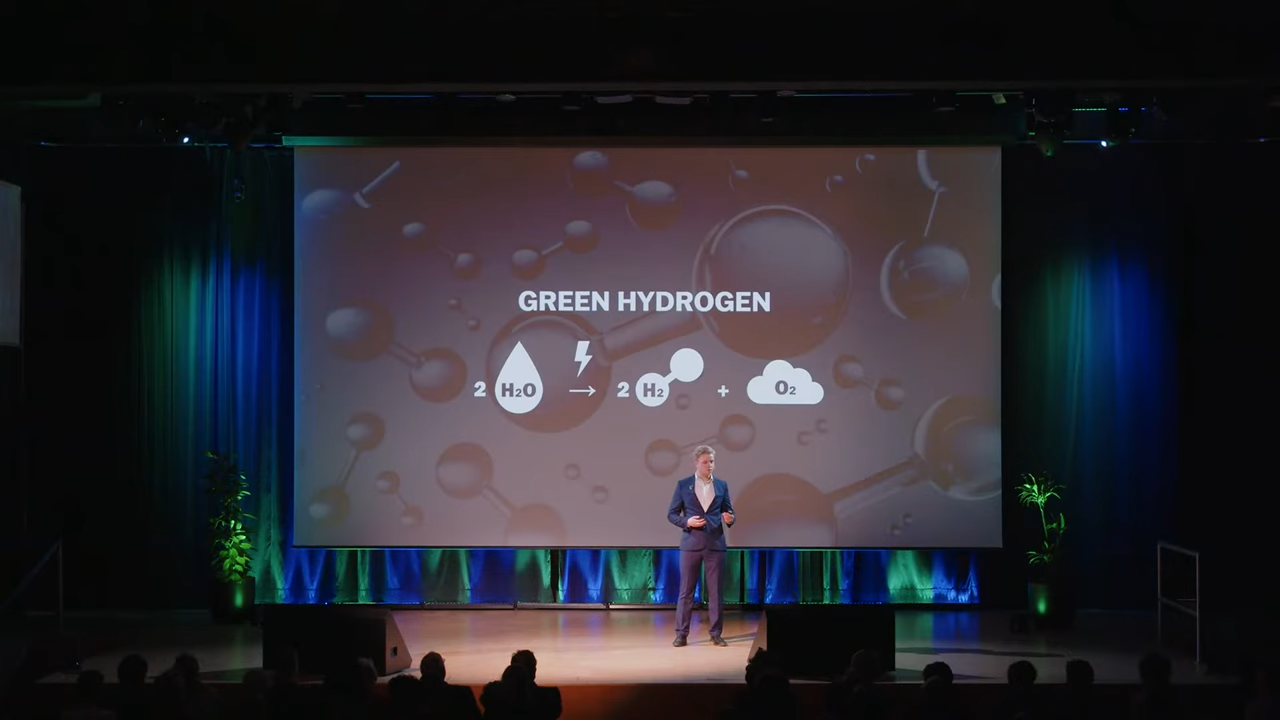 GREEN HYDROGEN
2 H₂O → 2 H₂ + O₂